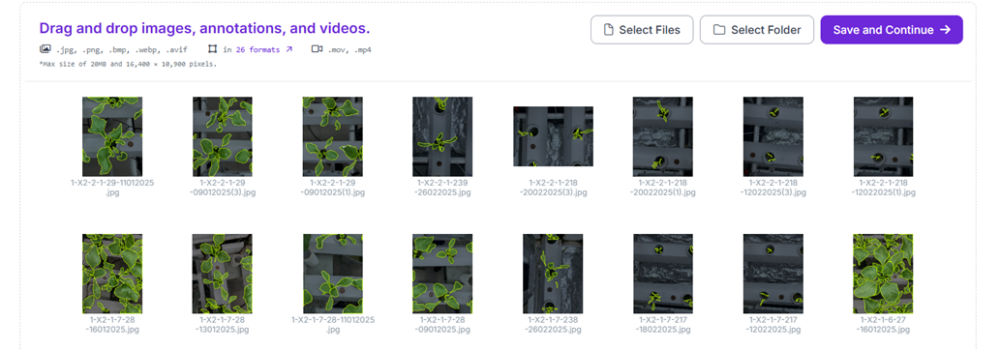 Drag and drop images, annotations, and videos.
Select Files
Select Folder
Save and Continue →
.jpg, .png, .bmp, .webp, .avif
in 26 formats ↗
.mov, .mp4
*Max size of 20MB and 16,400 × 10,900 pixels.
1-X2-2-1-29-11012025
.jpg
1-X2-2-1-29
-09012025(3).jpg
1-X2-2-1-29
-09012025(1).jpg
1-X2-2-1-239
-26022025.jpg
1-X2-2-1-218
-20022025(3).jpg
1-X2-2-1-218
-20022025(1).jpg
1-X2-2-1-218
-12022025(3).jpg
1-X2-2-1-218
-12022025(1).jpg
1-X2-1-7-28
-16012025.jpg
1-X2-1-7-28
-13012025.jpg
1-X2-1-7-28-11012025
.jpg
1-X2-1-7-28
-09012025.jpg
1-X2-1-7-238
-26022025.jpg
1-X2-1-7-217
-18022025.jpg
1-X2-1-7-217
-12022025.jpg
1-X2-1-6-27
-16012025.jpg